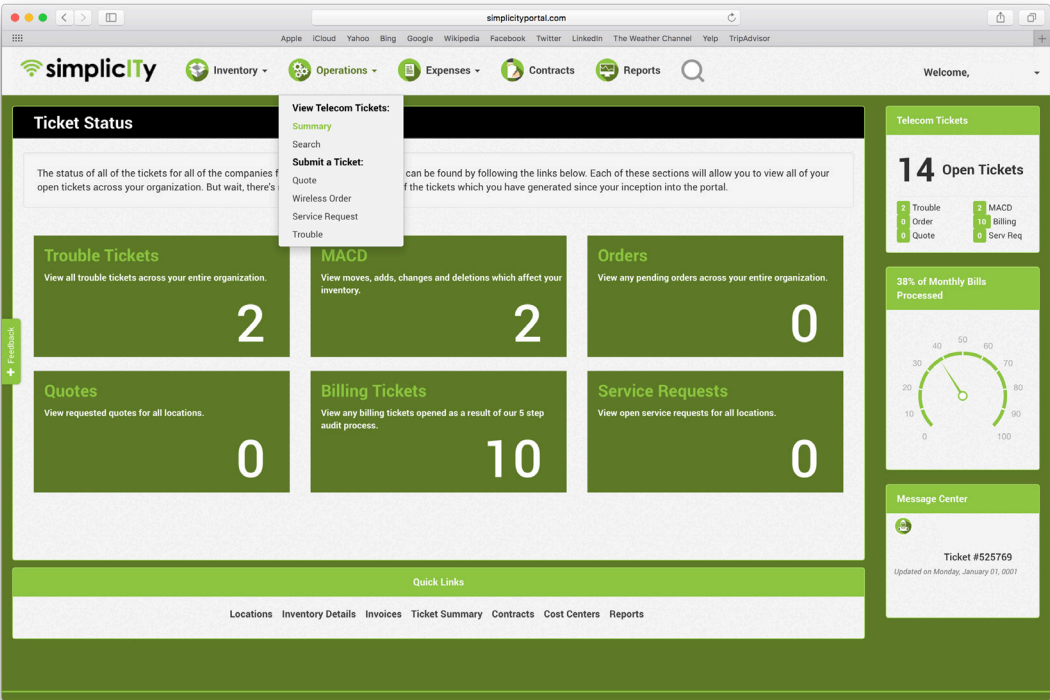 simplicityportal.com
Apple iCloud Yahoo Bing Google Wikipedia Facebook Twitter LinkedIn The Weather Channel Yelp TripAdvisor
simplicITy Inventory Operations Expenses Contracts Reports Welcome,
View Telecom Tickets:
Summary
Search
Submit a Ticket:
Quote
Wireless Order
Service Request
Trouble
Ticket Status
The status of all of the tickets for all of the companies f can be found by following the links below. Each of these sections will allow you to view all of your
open tickets across your organization. But wait, there's f the tickets which you have generated since your inception into the portal.
Trouble Tickets
View all trouble tickets across your entire organization.
2
MACD
View moves, adds, changes and deletions which affect your
inventory.
2
Orders
View any pending orders across your entire organization.
0
Quotes
View requested quotes for all locations.
0
Billing Tickets
View any billing tickets opened as a result of our 5 step
audit process.
10
Service Requests
View open service requests for all locations.
0
+ Feedback
Telecom Tickets
14 Open Tickets
2 Trouble 2 MACD
0 Order 10 Billing
0 Quote 0 Serv Req
38% of Monthly Bills
Processed
0 10 20 30 40 50 60 70 80 90 100
Message Center
Ticket #525769
Updated on Monday, January 01, 0001
Quick Links
Locations Inventory Details Invoices Ticket Summary Contracts Cost Centers Reports